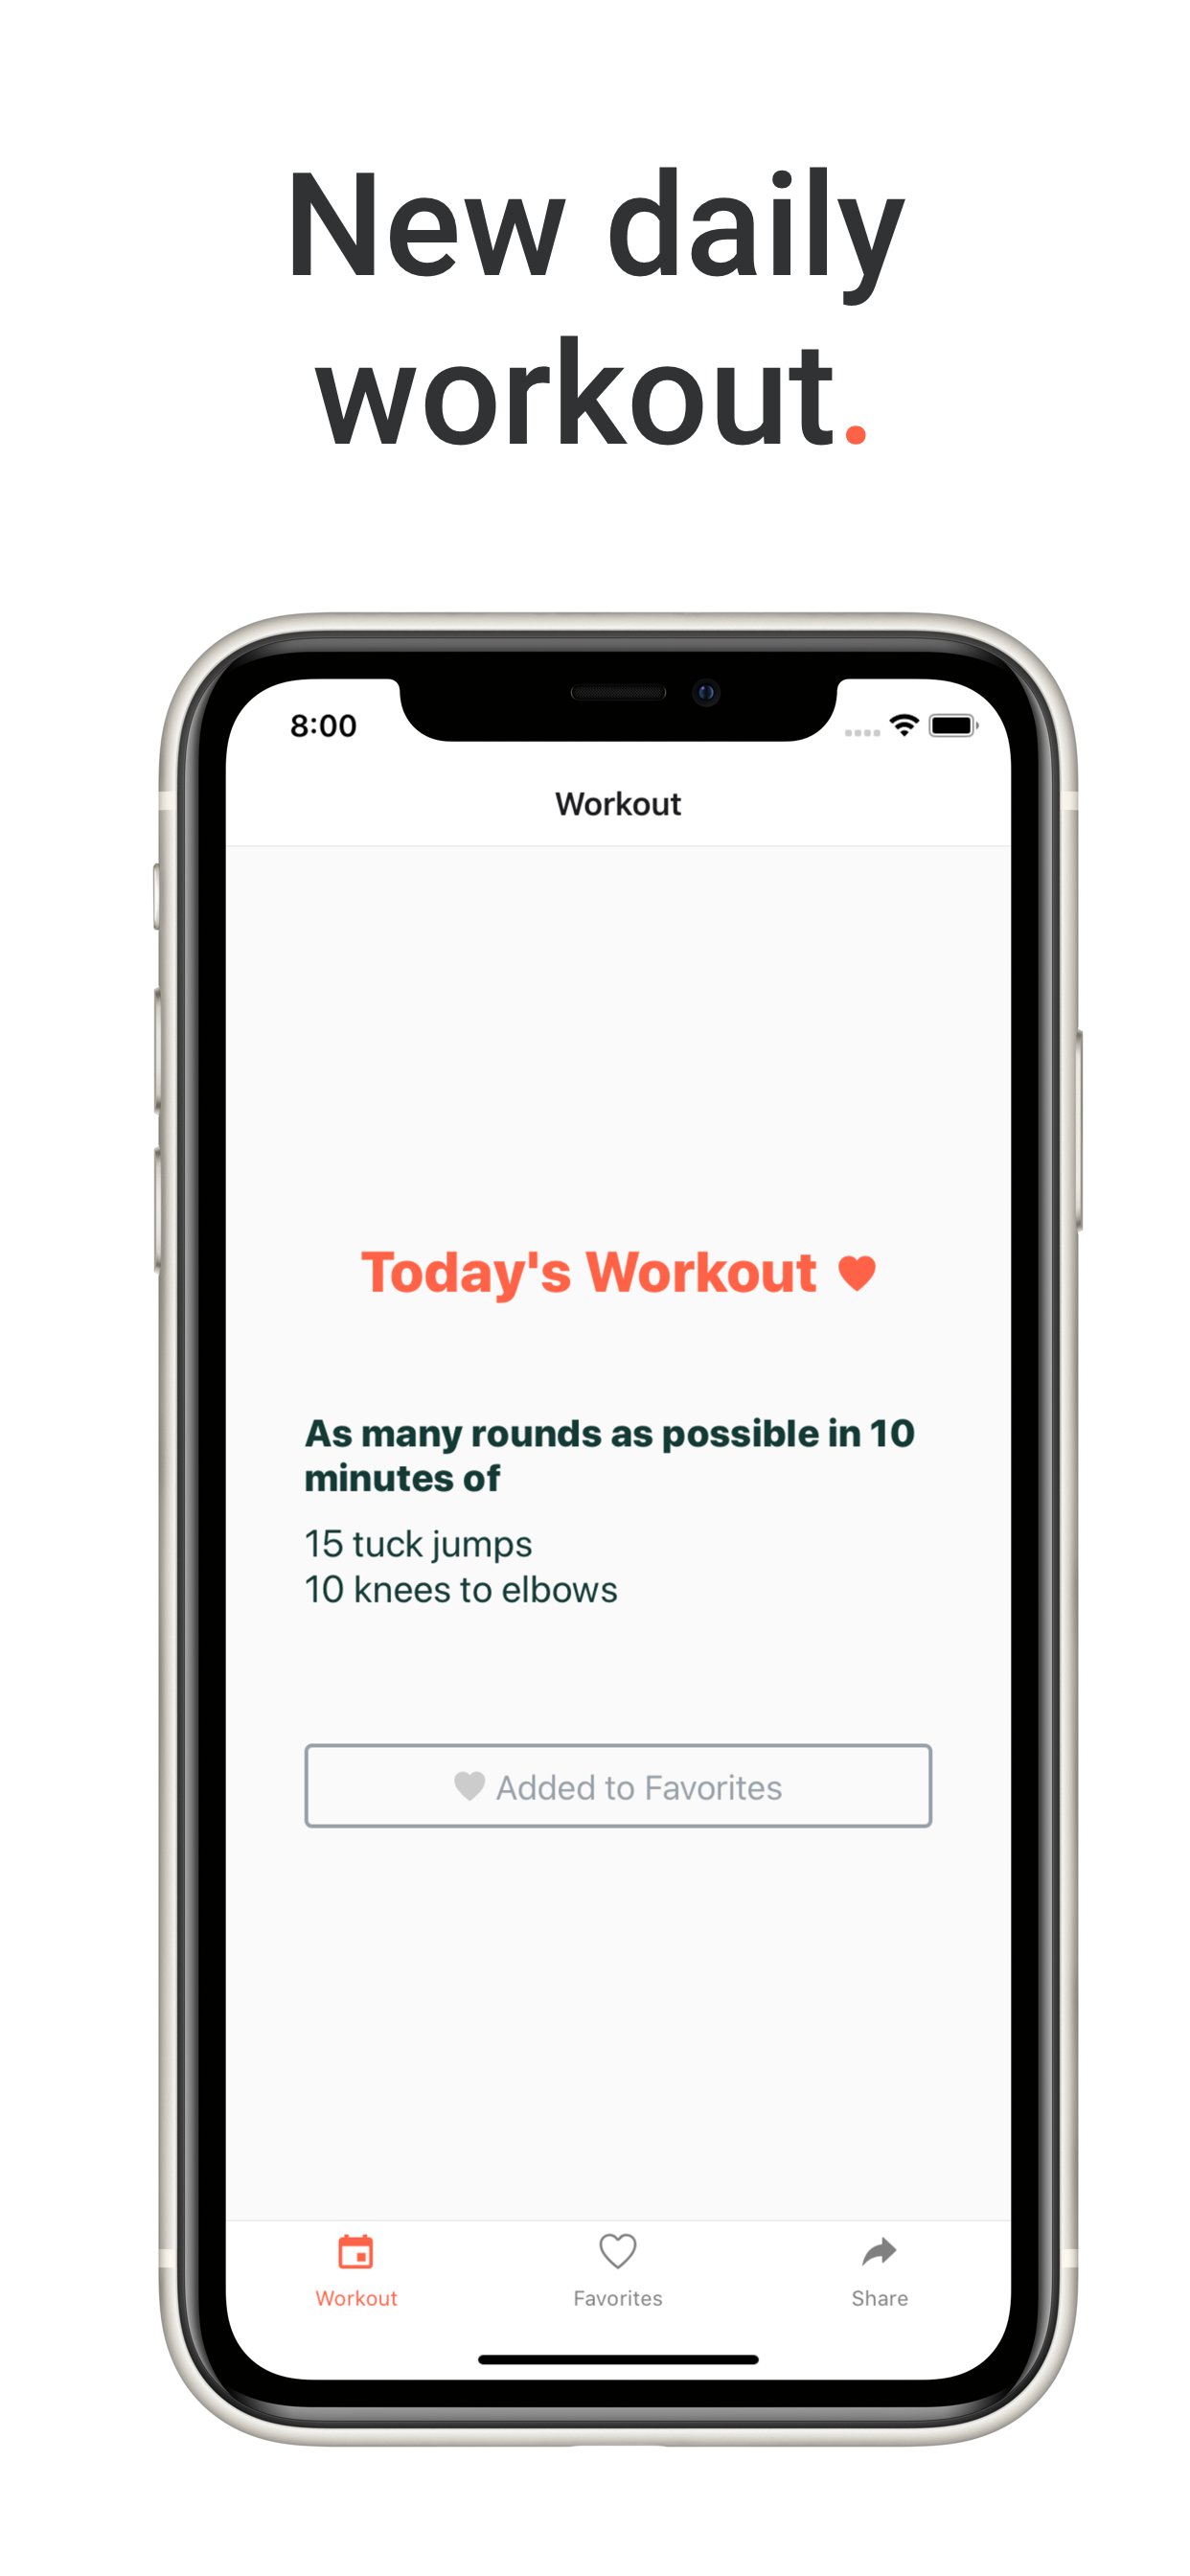 New daily
workout.
8:00
Workout
Today's Workout
As many rounds as possible in 10
minutes of
15 tuck jumps
10 knees to elbows
Added to Favorites
Workout
Favorites
Share